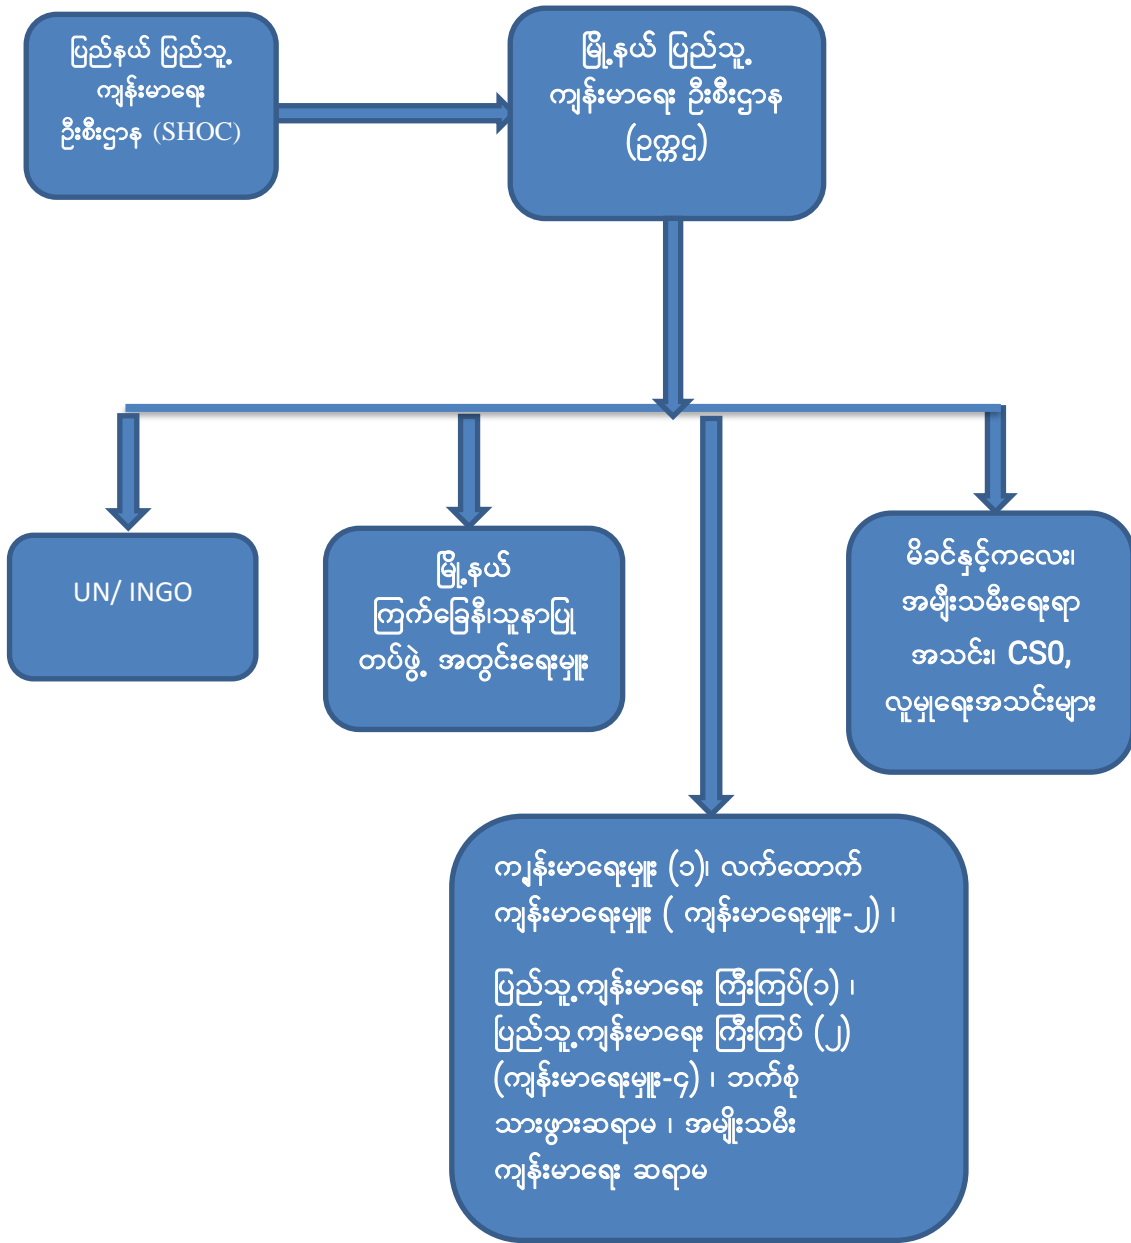 ပြည်နယ် ပြည်သူ့
ကျန်းမာရေး
ဦးစီးဌာန (SHOC)
မြို့နယ် ပြည်သူ့
ကျန်းမာရေး ဦးစီးဌာန
(ဥက္ကဌ)
UN/ INGO
မြို့နယ်
ကြက်ခြေနီ၊သူနာပြု
တပ်ဖွဲ့ အတွင်းရေးမှူး
မိခင်နှင့်ကလေး၊
အမျိုးသမီးရေးရာ
အသင်း၊ CSO,
လူမှုရေးအသင်းများ
ကျန်းမာရေးမှူး (၁)၊ လက်ထောက်
ကျန်းမာရေးမှူး ( ကျန်းမာရေးမှူး-၂) ၊
ပြည်သူ့ကျန်းမာရေး ကြီးကြပ်(၁) ၊
ပြည်သူ့ကျန်းမာရေး ကြီးကြပ် (၂)
(ကျန်းမာရေးမှူး-၄) ၊ ဘက်စုံ
သားဖွားဆရာမ ၊ အမျိုးသမီး
ကျန်းမာရေး ဆရာမ